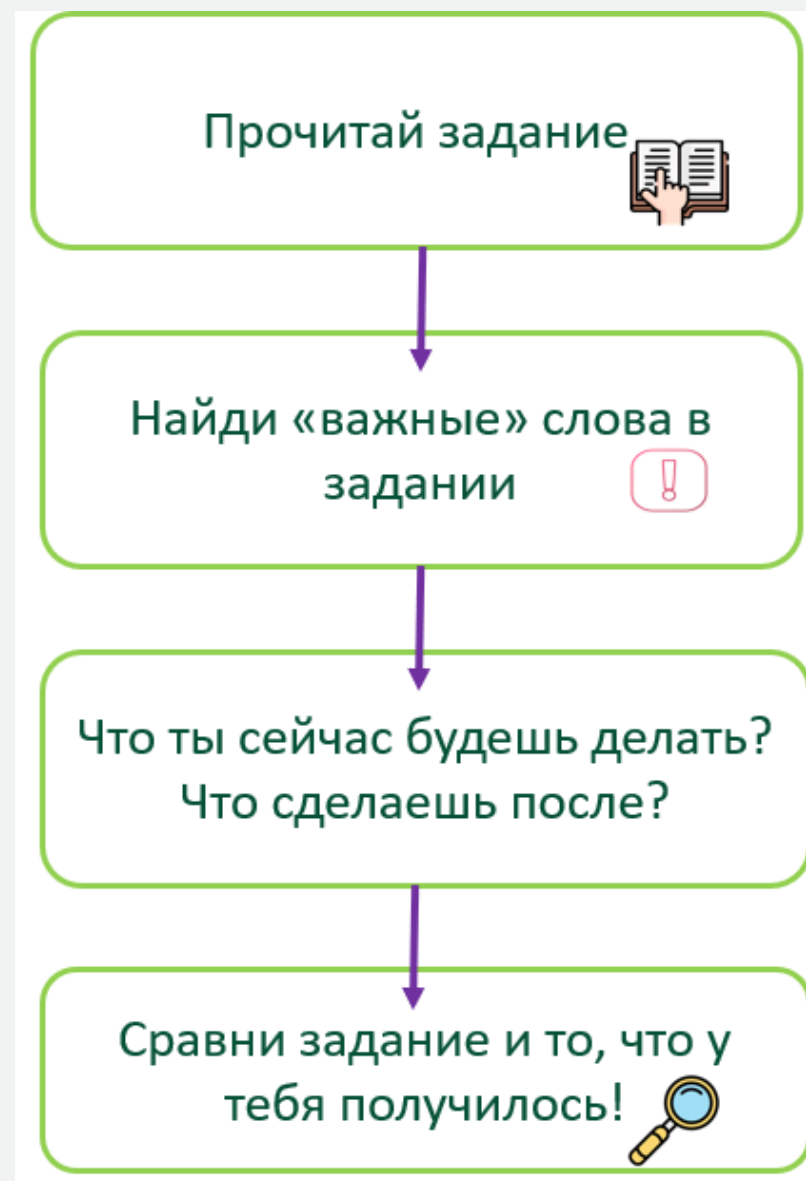 Прочитай задание
Найди «важные» слова в
задании
Что ты сейчас будешь делать?
Что сделаешь после?
Сравни задание и то, что у
тебя получилось!